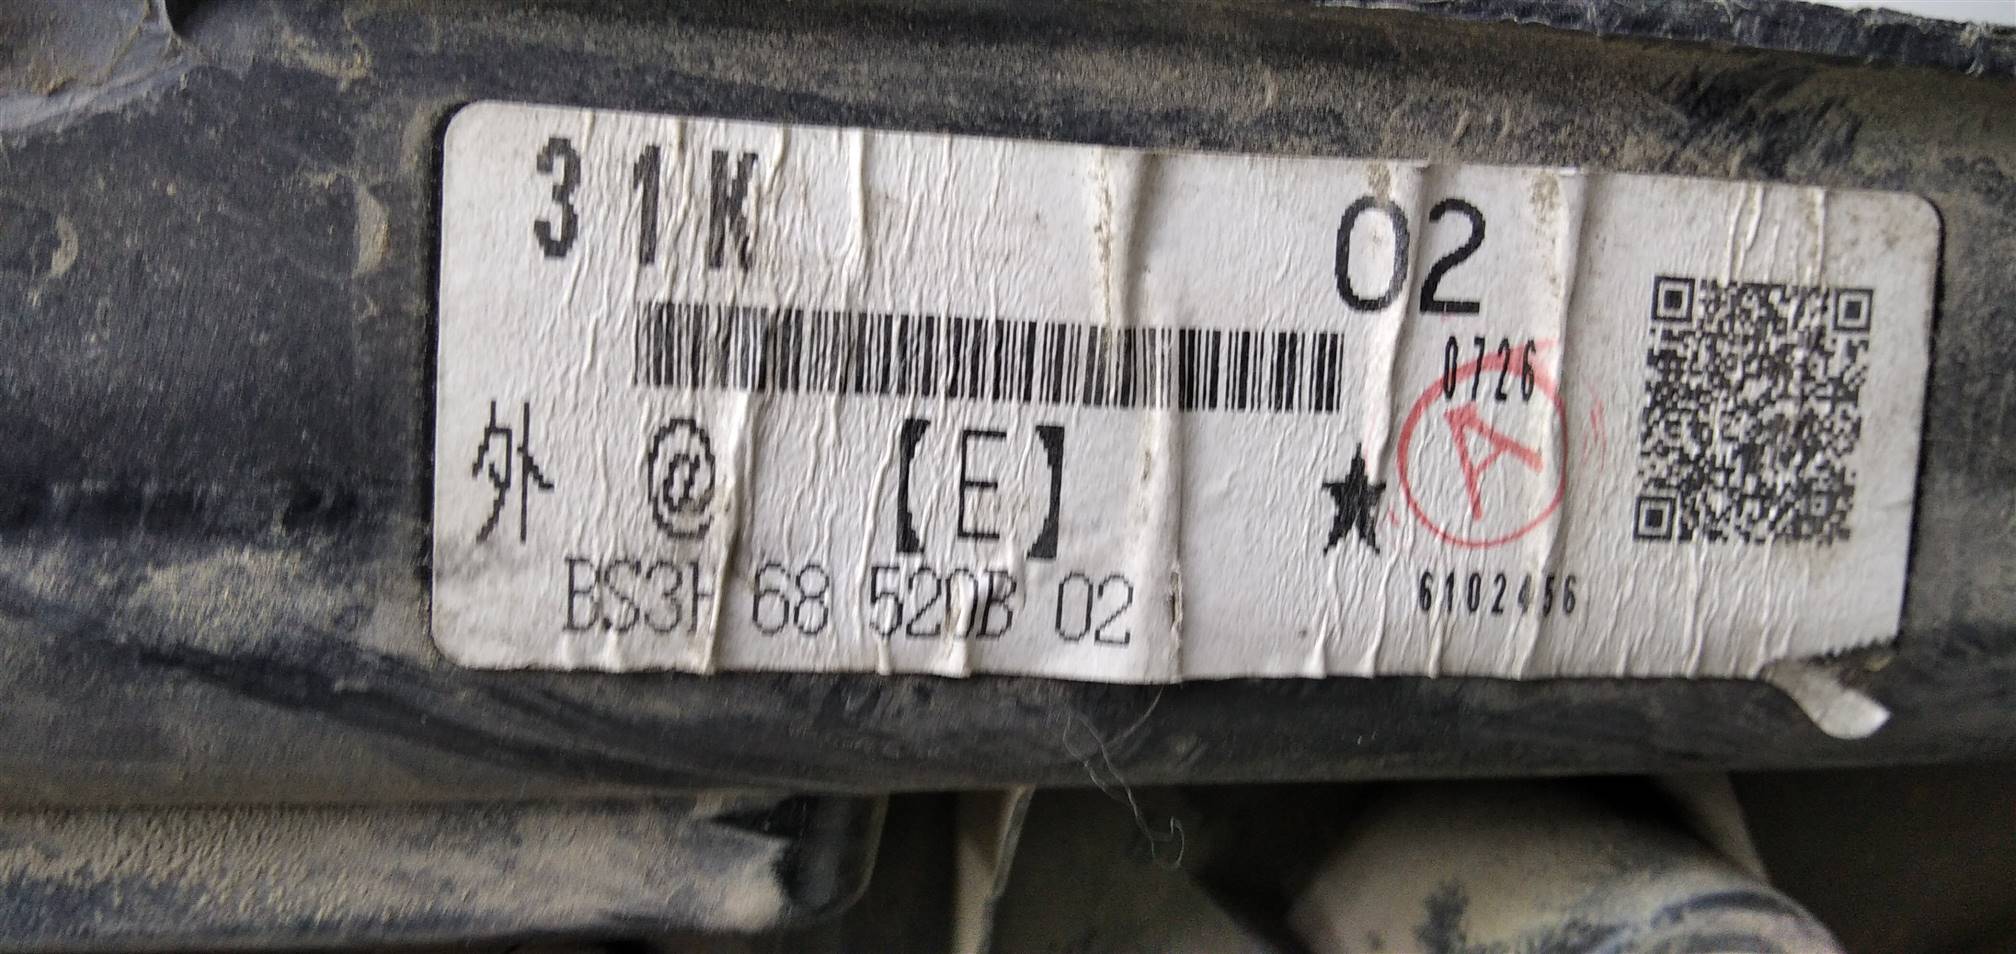 31K 02
0726
A
外 @ 【E】 ★
BS3H 68 520B 02
6102456